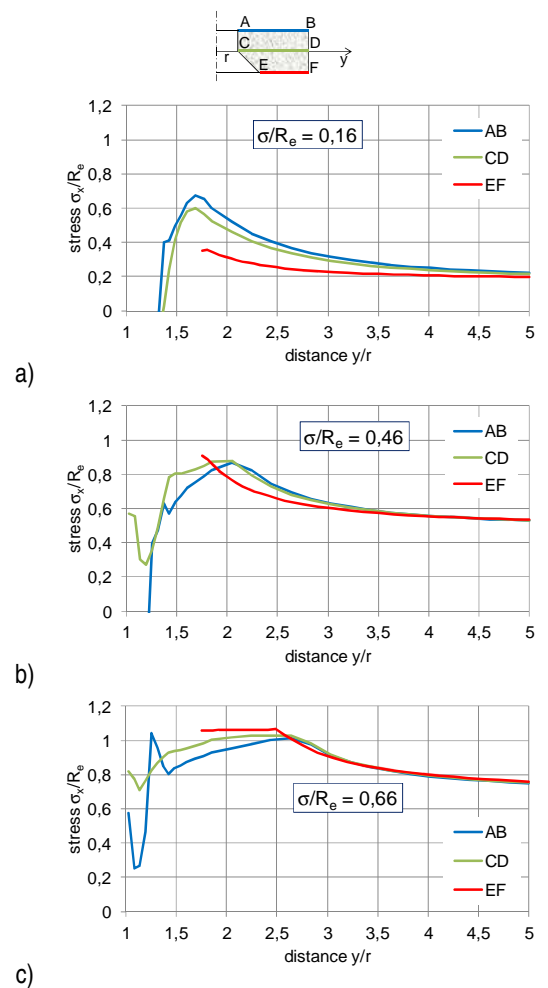 A B
C D
r y
E F
1,2
1
0,8
0,6
0,4
0,2
0
stress σx/Re
σ/Re = 0,16
AB
CD
EF
1 1,5 2 2,5 3 3,5 4 4,5 5
distance y/r
a)
1,2
1
0,8
0,6
0,4
0,2
0
stress σx/Re
σ/Re = 0,46
AB
CD
EF
1 1,5 2 2,5 3 3,5 4 4,5 5
distance y/r
b)
1,2
1
0,8
0,6
0,4
0,2
0
stress σx/Re
σ/Re = 0,66
AB
CD
EF
1 1,5 2 2,5 3 3,5 4 4,5 5
distance y/r
c)